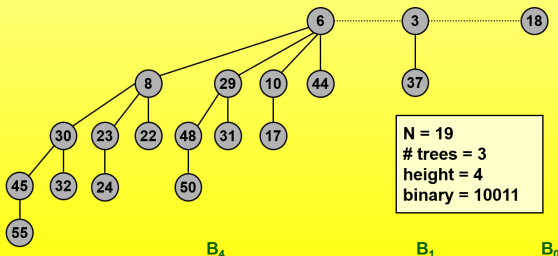 6 3 18
8 29 10 44 37
30 23 22 48 31 17
45 32 24 50
55
N = 19
# trees = 3
height = 4
binary = 10011
B4 B1 B0